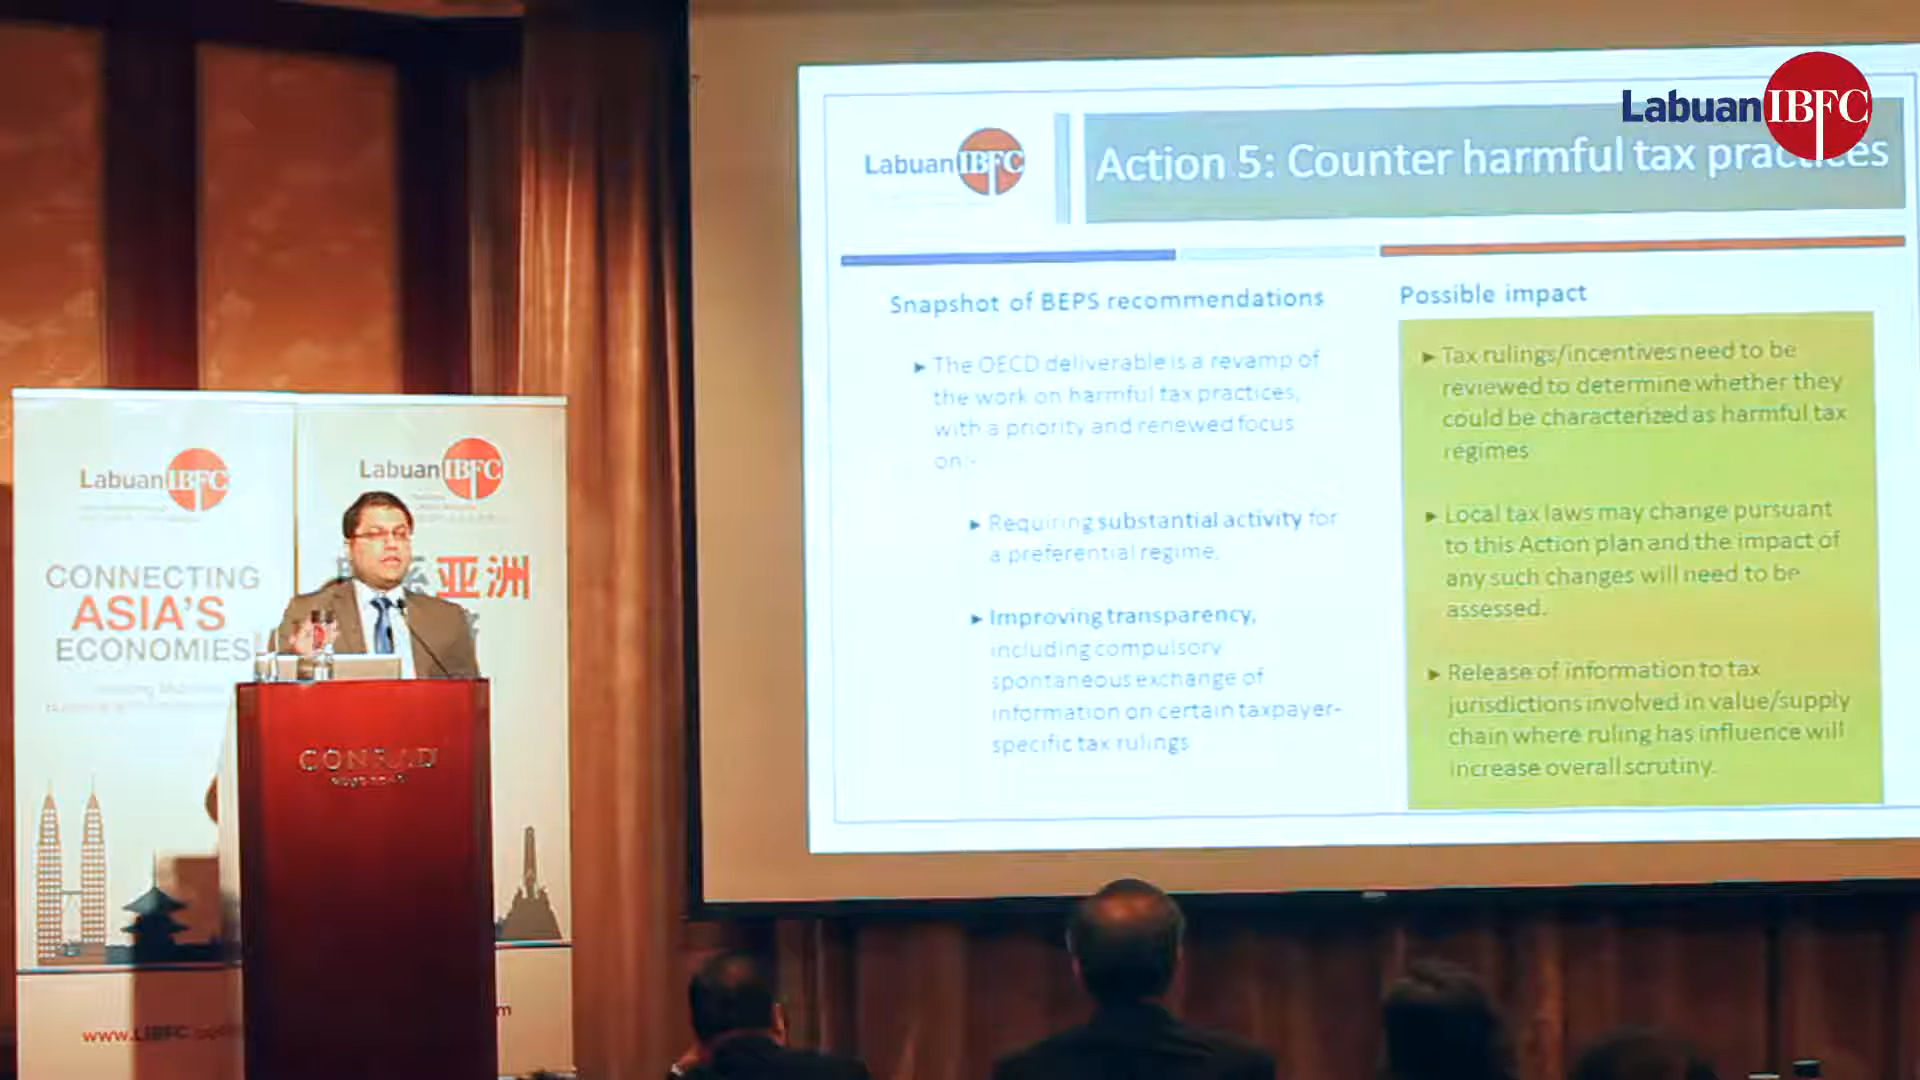 Labuan IBFC
Labuan IBFC
Action 5: Counter harmful tax practices
Snapshot of BEPS recommendations
▸ The OECD deliverable is a revamp of
the work on harmful tax practices,
with a priority and renewed focus
on:-
▸ Requiring substantial activity for
a preferential regime.
▸ Improving transparency,
including compulsory
spontaneous exchange of
information on certain taxpayer-
specific tax rulings
Possible impact
▸ Tax rulings/incentives need to be
reviewed to determine whether they
could be characterized as harmful tax
regimes
▸ Local tax laws may change pursuant
to this Action plan and the impact of
any such changes will need to be
assessed.
▸ Release of information to tax
jurisdictions involved in value/supply
chain where ruling has influence will
increase overall scrutiny.
Labuan IBFC
CONNECTING
ASIA'S
ECONOMIES
www.LIBFC
Labuan IBFC
亚洲
CONRAD